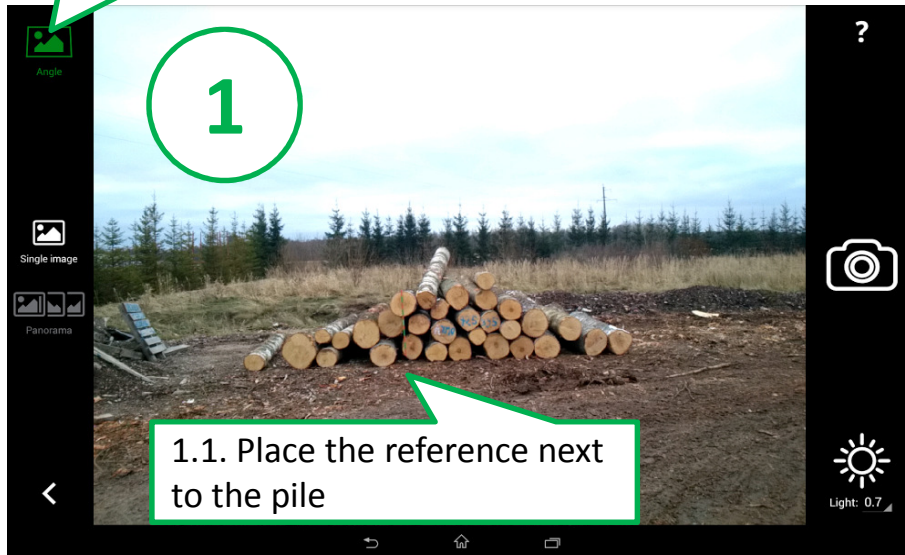 ?
Angle
1
Single image
Panorama
1.1. Place the reference next
to the pile
Light: 0.7